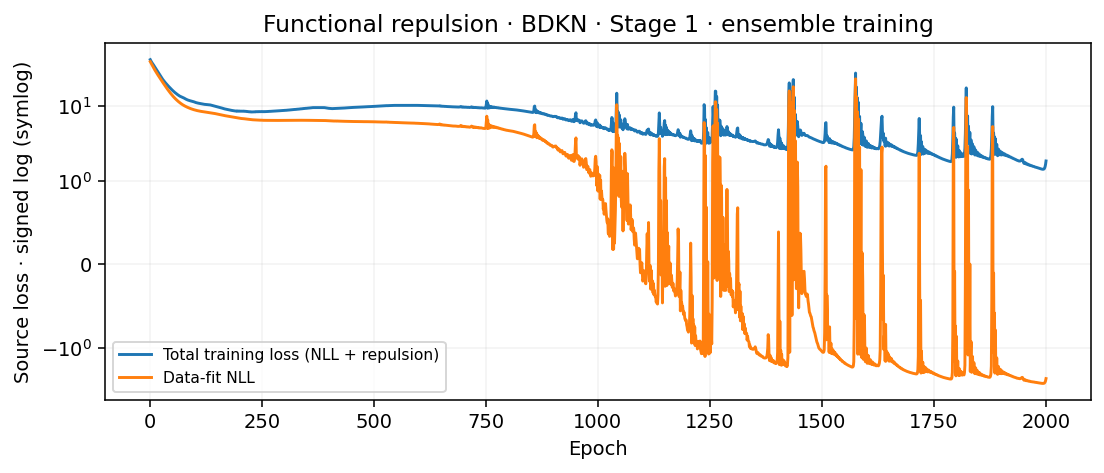 Functional repulsion · BDKN · Stage 1 · ensemble training
Source loss · signed log (symlog)
10¹
10⁰
0
−10⁰
Total training loss (NLL + repulsion)
Data-fit NLL
0 250 500 750 1000 1250 1500 1750 2000
Epoch